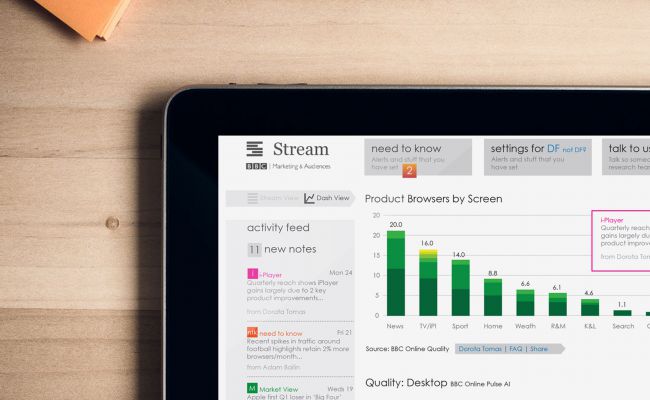 Stream
BBC | Marketing & Audiences
need to know
Alerts and stuff that you
have set
2
settings for DF not DF?
Alerts and stuff that you
have set
talk to u
Talk so someo
research team
Stream View
Dash View
activity feed
11 new notes
i i-Player Mon 24
Quarterly reach shows iPlayer
gains largely due to 2 key
product improvements...
from Dorota Tomas
ntk need to know Fri 21
Recent spikes in traffic around
football highlights retain 2% more
browsers/month...
from Adam Bailin
M Market View Weds 19
Apple first Q1 loser in 'Big Four'
Product Browsers by Screen
20
15
10
5
0
20.0
16.0
14.0
8.8
6.6
6.1
4.6
1.1
News TV/iPl Sport Home Weath R&M K&L Search
i-Player
Quarterly reach
gains largely du
product improve
from Dorota Tom
Source: BBC Online Quality Dorota Tomas | FAQ | Share
Quality: Desktop BBC Online Pulse AI